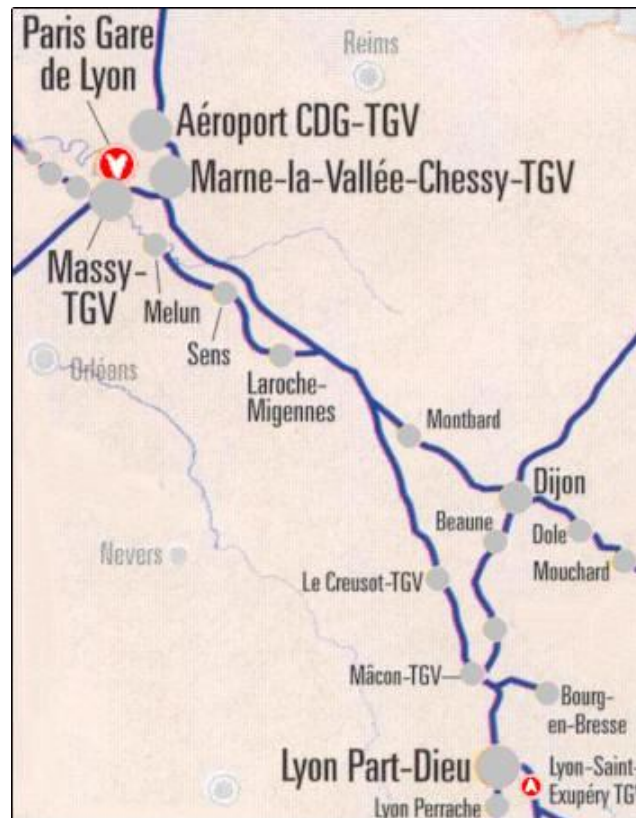 Paris Gare
de Lyon
Reims
Aéroport CDG-TGV
Marne-la-Vallée-Chessy-TGV
Massy-
TGV
Melun
Sens
Orléans
Laroche-
Migennes
Montbard
Dijon
Beaune
Dole
Nevers
Mouchard
Le Creusot-TGV
Mâcon-TGV
Bourg-
en-Bresse
Lyon Part-Dieu
Lyon-Saint-
Exupéry TGV
Lyon Perrache